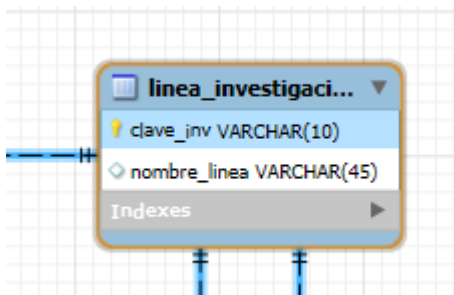 linea_investigaci...
clave_inv VARCHAR(10)
nombre_linea VARCHAR(45)
Indexes